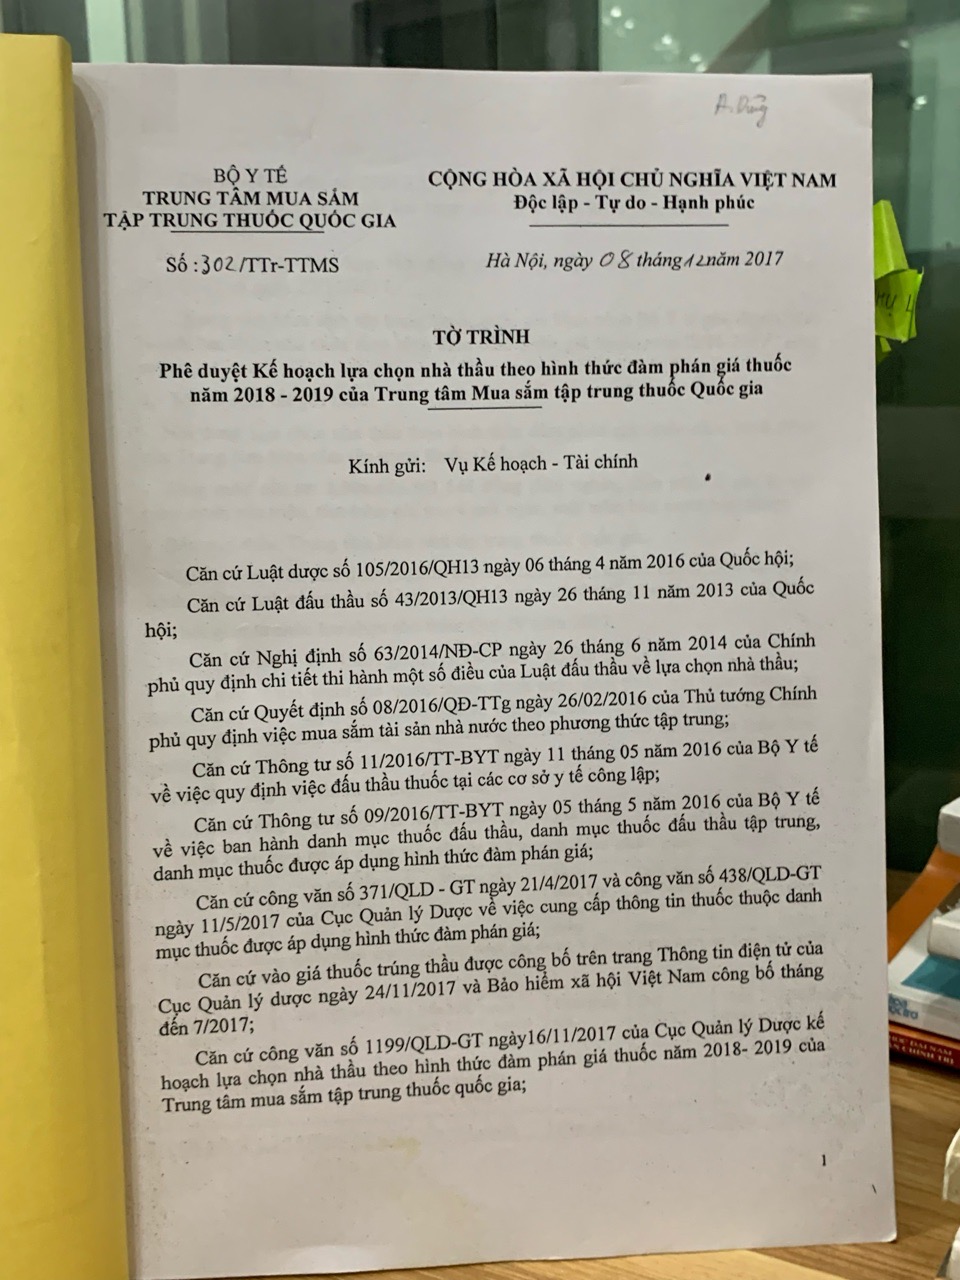 A. Dũng
BỘ Y TẾ
TRUNG TÂM MUA SẮM
TẬP TRUNG THUỐC QUỐC GIA
CỘNG HÒA XÃ HỘI CHỦ NGHĨA VIỆT NAM
Độc lập - Tự do - Hạnh phúc
Số :302/TTr-TTMS
Hà Nội, ngày 08 tháng 12 năm 2017
TỜ TRÌNH
Phê duyệt Kế hoạch lựa chọn nhà thầu theo hình thức đàm phán giá thuốc
năm 2018 - 2019 của Trung tâm Mua sắm tập trung thuốc Quốc gia
Kính gửi: Vụ Kế hoạch - Tài chính
Căn cứ Luật dược số 105/2016/QH13 ngày 06 tháng 4 năm 2016 của Quốc hội;
Căn cứ Luật đấu thầu số 43/2013/QH13 ngày 26 tháng 11 năm 2013 của Quốc
hội;
Căn cứ Nghị định số 63/2014/NĐ-CP ngày 26 tháng 6 năm 2014 của Chính
phủ quy định chi tiết thi hành một số điều của Luật đấu thầu về lựa chọn nhà thầu;
Căn cứ Quyết định số 08/2016/QĐ-TTg ngày 26/02/2016 của Thủ tướng Chính
phủ quy định việc mua sắm tài sản nhà nước theo phương thức tập trung;
Căn cứ Thông tư số 11/2016/TT-BYT ngày 11 tháng 05 năm 2016 của Bộ Y tế
về việc quy định việc đấu thầu thuốc tại các cơ sở y tế công lập;
Căn cứ Thông tư số 09/2016/TT-BYT ngày 05 tháng 5 năm 2016 của Bộ Y tế
về việc ban hành danh mục thuốc đấu thầu, danh mục thuốc đấu thầu tập trung,
danh mục thuốc được áp dụng hình thức đàm phán giá;
Căn cứ công văn số 371/QLD - GT ngày 21/4/2017 và công văn số 438/QLD-GT
ngày 11/5/2017 của Cục Quản lý Dược về việc cung cấp thông tin thuốc thuộc danh
mục thuốc được áp dụng hình thức đàm phán giá;
Căn cứ vào giá thuốc trúng thầu được công bố trên trang Thông tin điện tử của
Cục Quản lý dược ngày 24/11/2017 và Bảo hiểm xã hội Việt Nam công bố tháng
đến 7/2017;
Căn cứ công văn số 1199/QLD-GT ngày16/11/2017 của Cục Quản lý Dược kế
hoạch lựa chọn nhà thầu theo hình thức đàm phán giá thuốc năm 2018- 2019 của
Trung tâm mua sắm tập trung thuốc quốc gia;
1